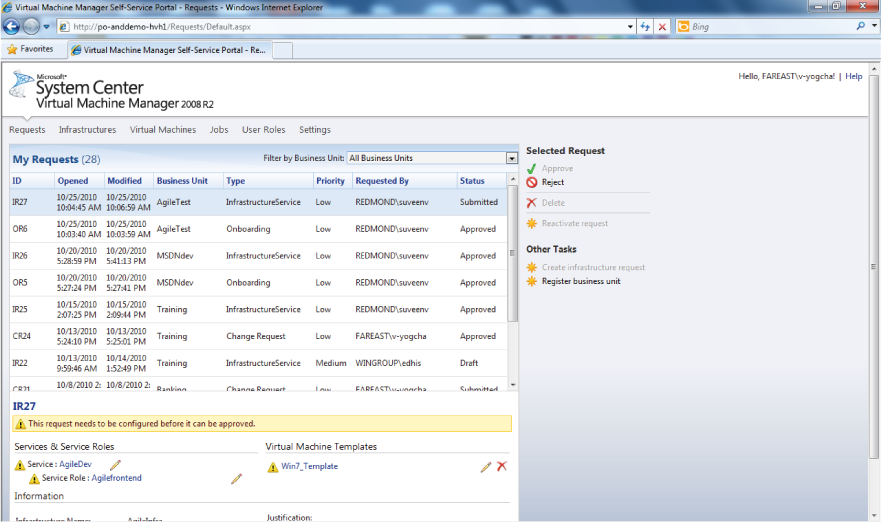 Virtual Machine Manager Self-Service Portal - Requests - Windows Internet Explorer
http://po-anddemo-hvh1/Requests/Default.aspx
Bing
Favorites
Virtual Machine Manager Self-Service Portal - Re...
Microsoft
System Center
Virtual Machine Manager 2008 R2
Hello, FAREAST\v-yogcha! | Help
Requests Infrastructures Virtual Machines Jobs User Roles Settings
My Requests (28) Filter by Business Unit: All Business Units
ID Opened Modified Business Unit Type Priority Requested By Status
IR27 10/25/2010 10:04:45 AM 10/25/2010 10:06:59 AM AgileTest InfrastructureService Low REDMOND\suveenv Submitted
OR6 10/25/2010 10:03:40 AM 10/25/2010 10:03:59 AM AgileTest Onboarding Low REDMOND\suveenv Approved
IR26 10/20/2010 5:28:59 PM 10/20/2010 5:41:13 PM MSDNdev InfrastructureService Low REDMOND\suveenv Approved
OR5 10/20/2010 5:27:24 PM 10/20/2010 5:27:41 PM MSDNdev Onboarding Low REDMOND\suveenv Approved
IR25 10/15/2010 2:07:25 PM 10/15/2010 2:09:44 PM Training InfrastructureService Low REDMOND\suveenv Approved
CR24 10/13/2010 5:24:10 PM 10/13/2010 5:25:01 PM Training Change Request Low FAREAST\v-yogcha Approved
IR22 10/13/2010 9:59:46 AM 10/14/2010 1:52:49 PM Training InfrastructureService Medium WINGROUP\edhis Draft
CR21 10/8/2010 2: 10/8/2010 2: Banking Change Request Low FAREAST\v-yogcha Submitted
Selected Request
Approve
Reject
Delete
Reactivate request
Other Tasks
Create infrastructure request
Register business unit
IR27
This request needs to be configured before it can be approved.
Services & Service Roles
Service : AgileDev
Service Role : Agilefrontend
Virtual Machine Templates
Win7_Template
Information
Infrastructure Name: AgileInfra
Justification: